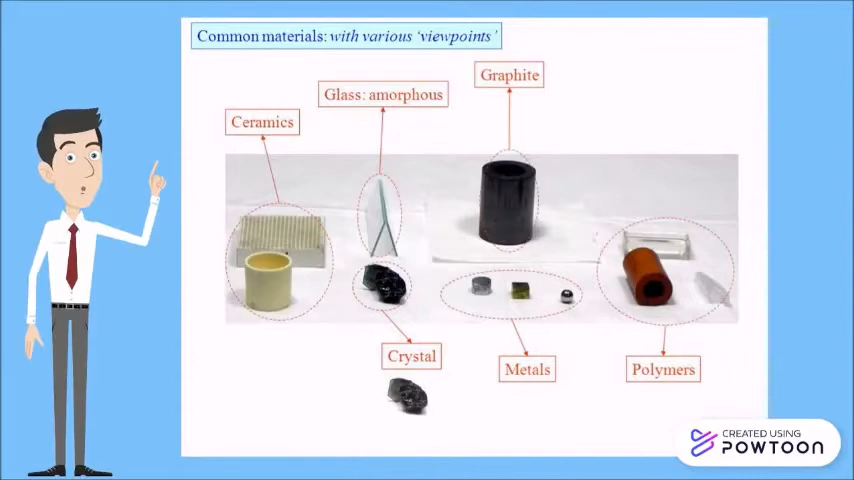 Common materials: with various ‘viewpoints’
Graphite
Glass: amorphous
Ceramics
Crystal
Metals
Polymers
CREATED USING
POWTOON